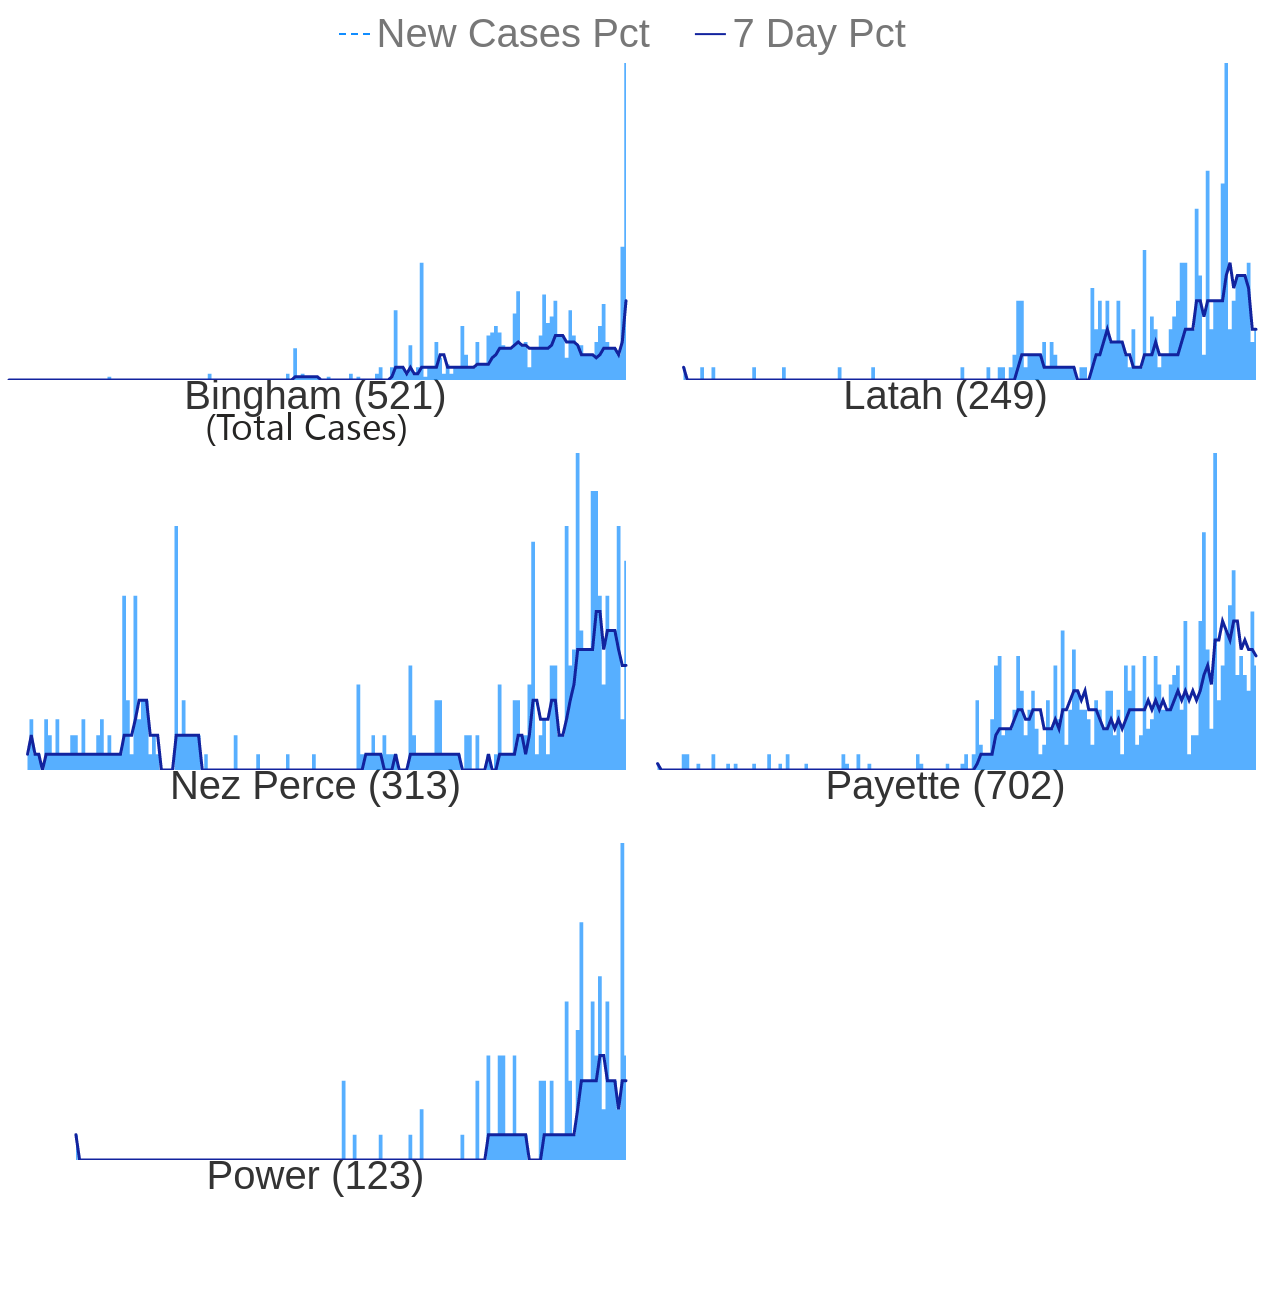 New Cases Pct 7 Day Pct
Bingham (521) Latah (249)
(Total Cases)
Nez Perce (313) Payette (702)
Power (123)